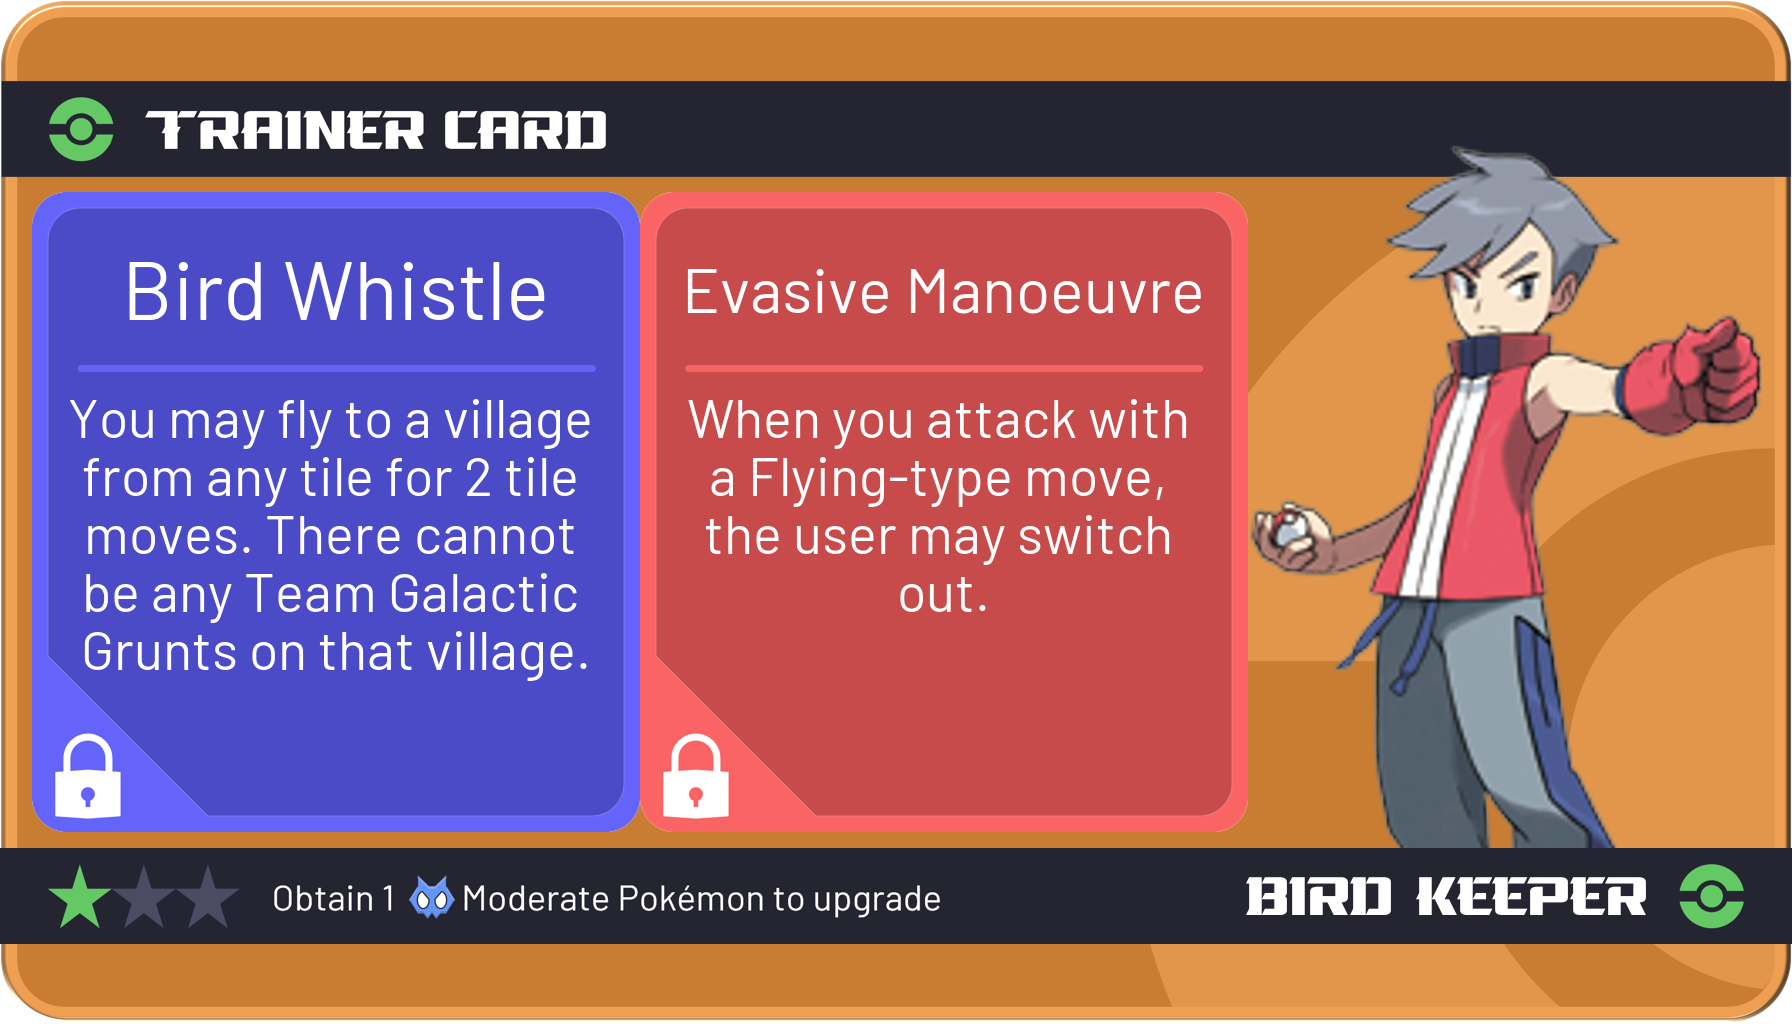 TRAINER CARD
Bird Whistle
You may fly to a village
from any tile for 2 tile
moves. There cannot
be any Team Galactic
Grunts on that village.
Evasive Manoeuvre
When you attack with
a Flying-type move,
the user may switch
out.
Obtain 1 Moderate Pokémon to upgrade
BIRD KEEPER